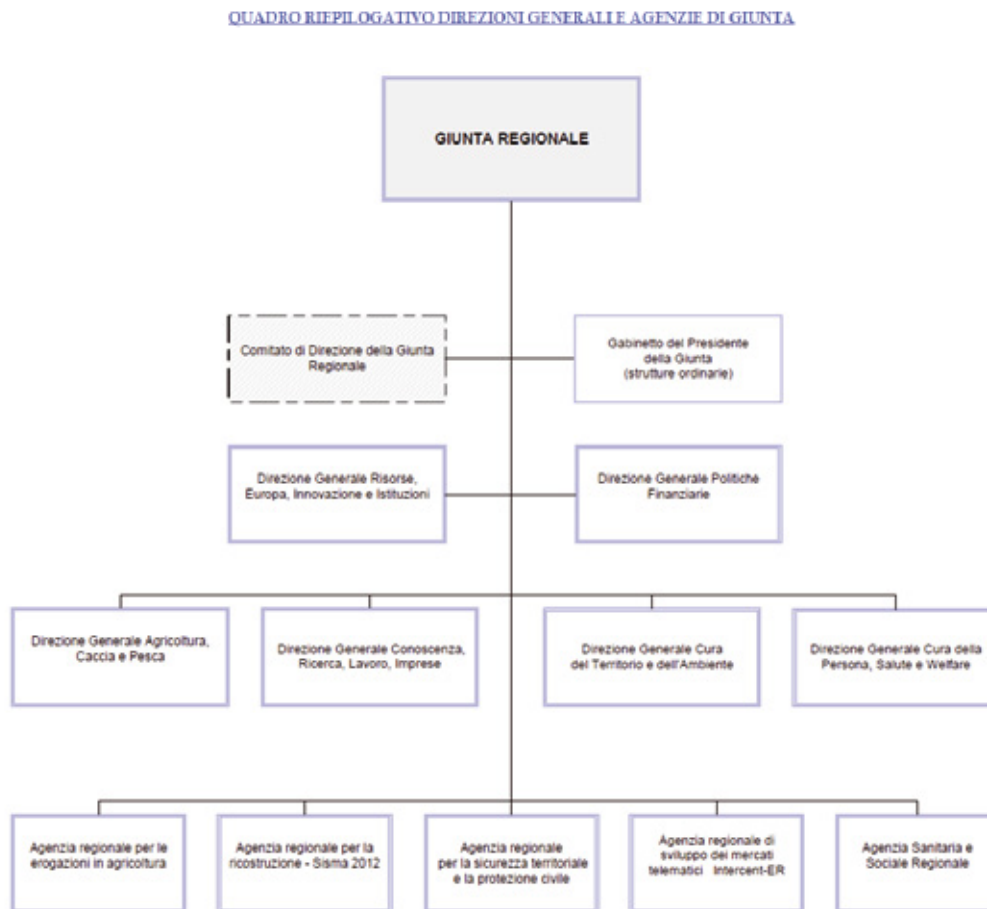 QUADRO RIEPILOGATIVO DIREZIONI GENERALI E AGENZIE DI GIUNTA
GIUNTA REGIONALE
Comitato di Direzione della Giunta
Regionale
Gabinetto del Presidente
della Giunta
(strutture ordinarie)
Direzione Generale Risorse,
Europa, Innovazione e Istituzioni
Direzione Generale Politiche
Finanziarie
Direzione Generale Agricoltura,
Caccia e Pesca
Direzione Generale Conoscenza,
Ricerca, Lavoro, Imprese
Direzione Generale Cura
del Territorio e dell'Ambiente
Direzione Generale Cura della
Persona, Salute e Welfare
Agenzia regionale per le
erogazioni in agricoltura
Agenzia regionale per la
ricostruzione - Sisma 2012
Agenzia regionale
per la sicurezza territoriale
e la protezione civile
Agenzia regionale di
sviluppo dei mercati
telematici Intercent-ER
Agenzia Sanitaria e
Sociale Regionale